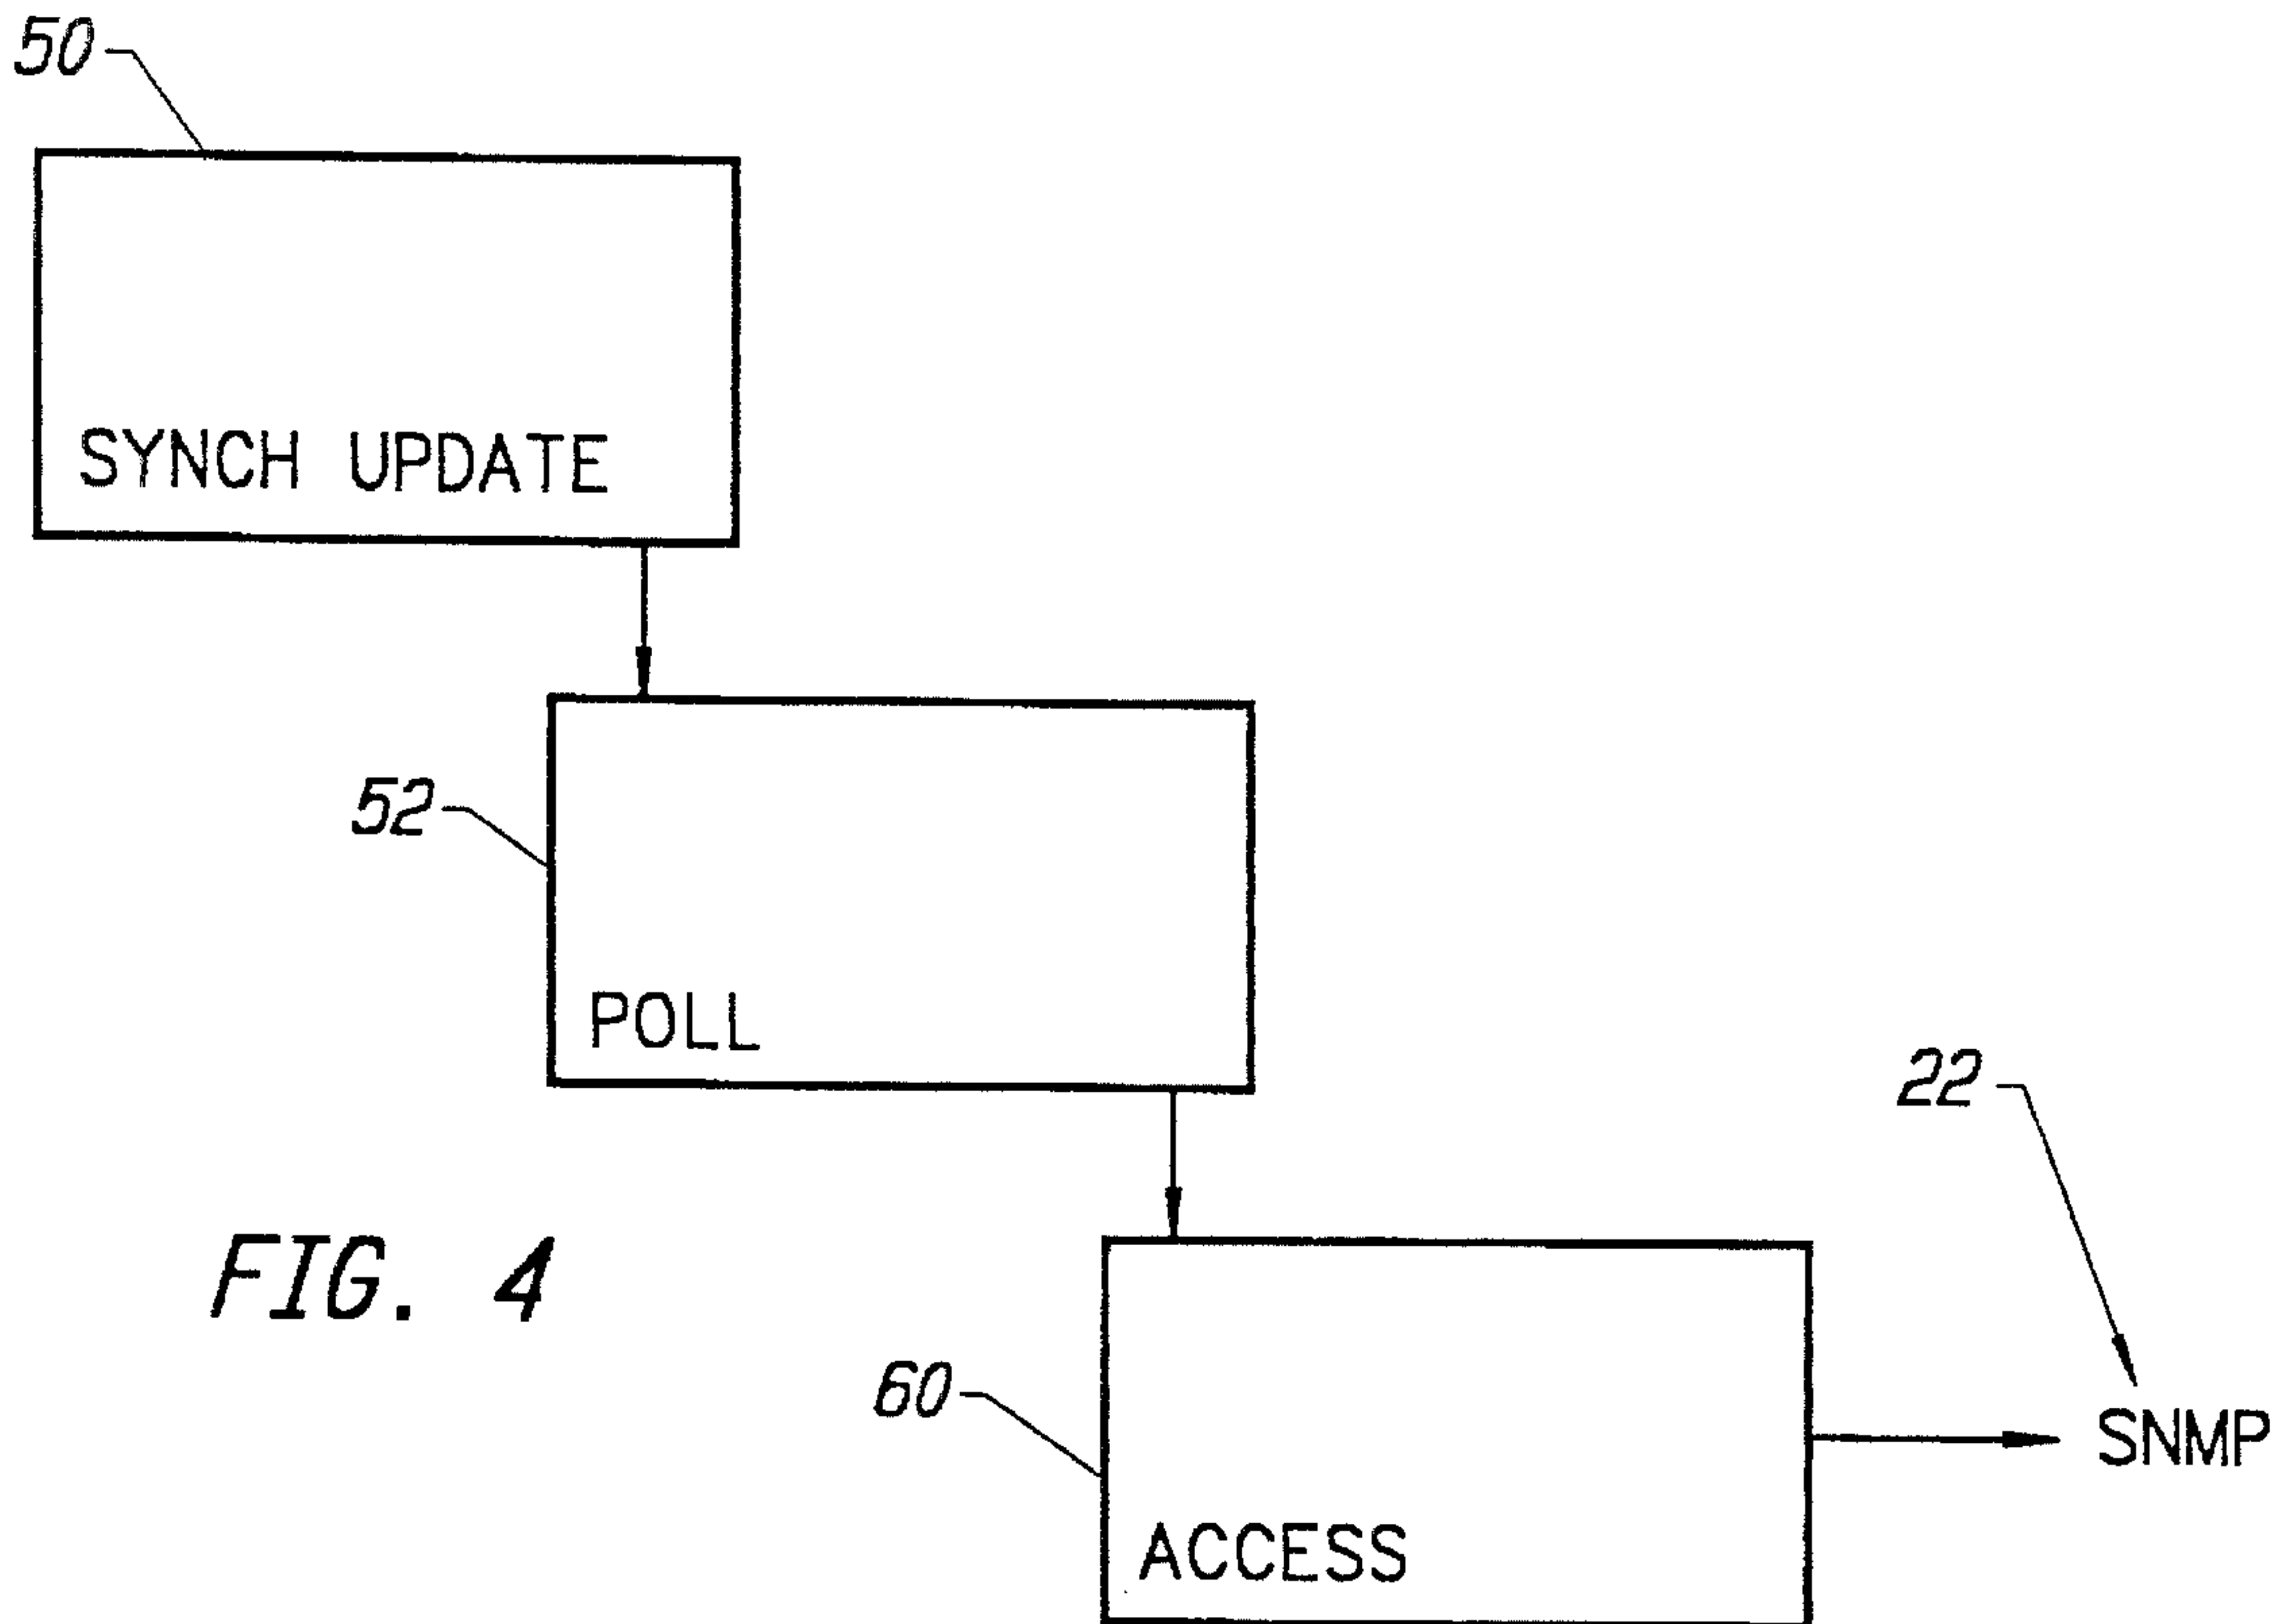 50
SYNCH UPDATE
52
POLL
22
FIG. 4
60
SNMP
ACCESS